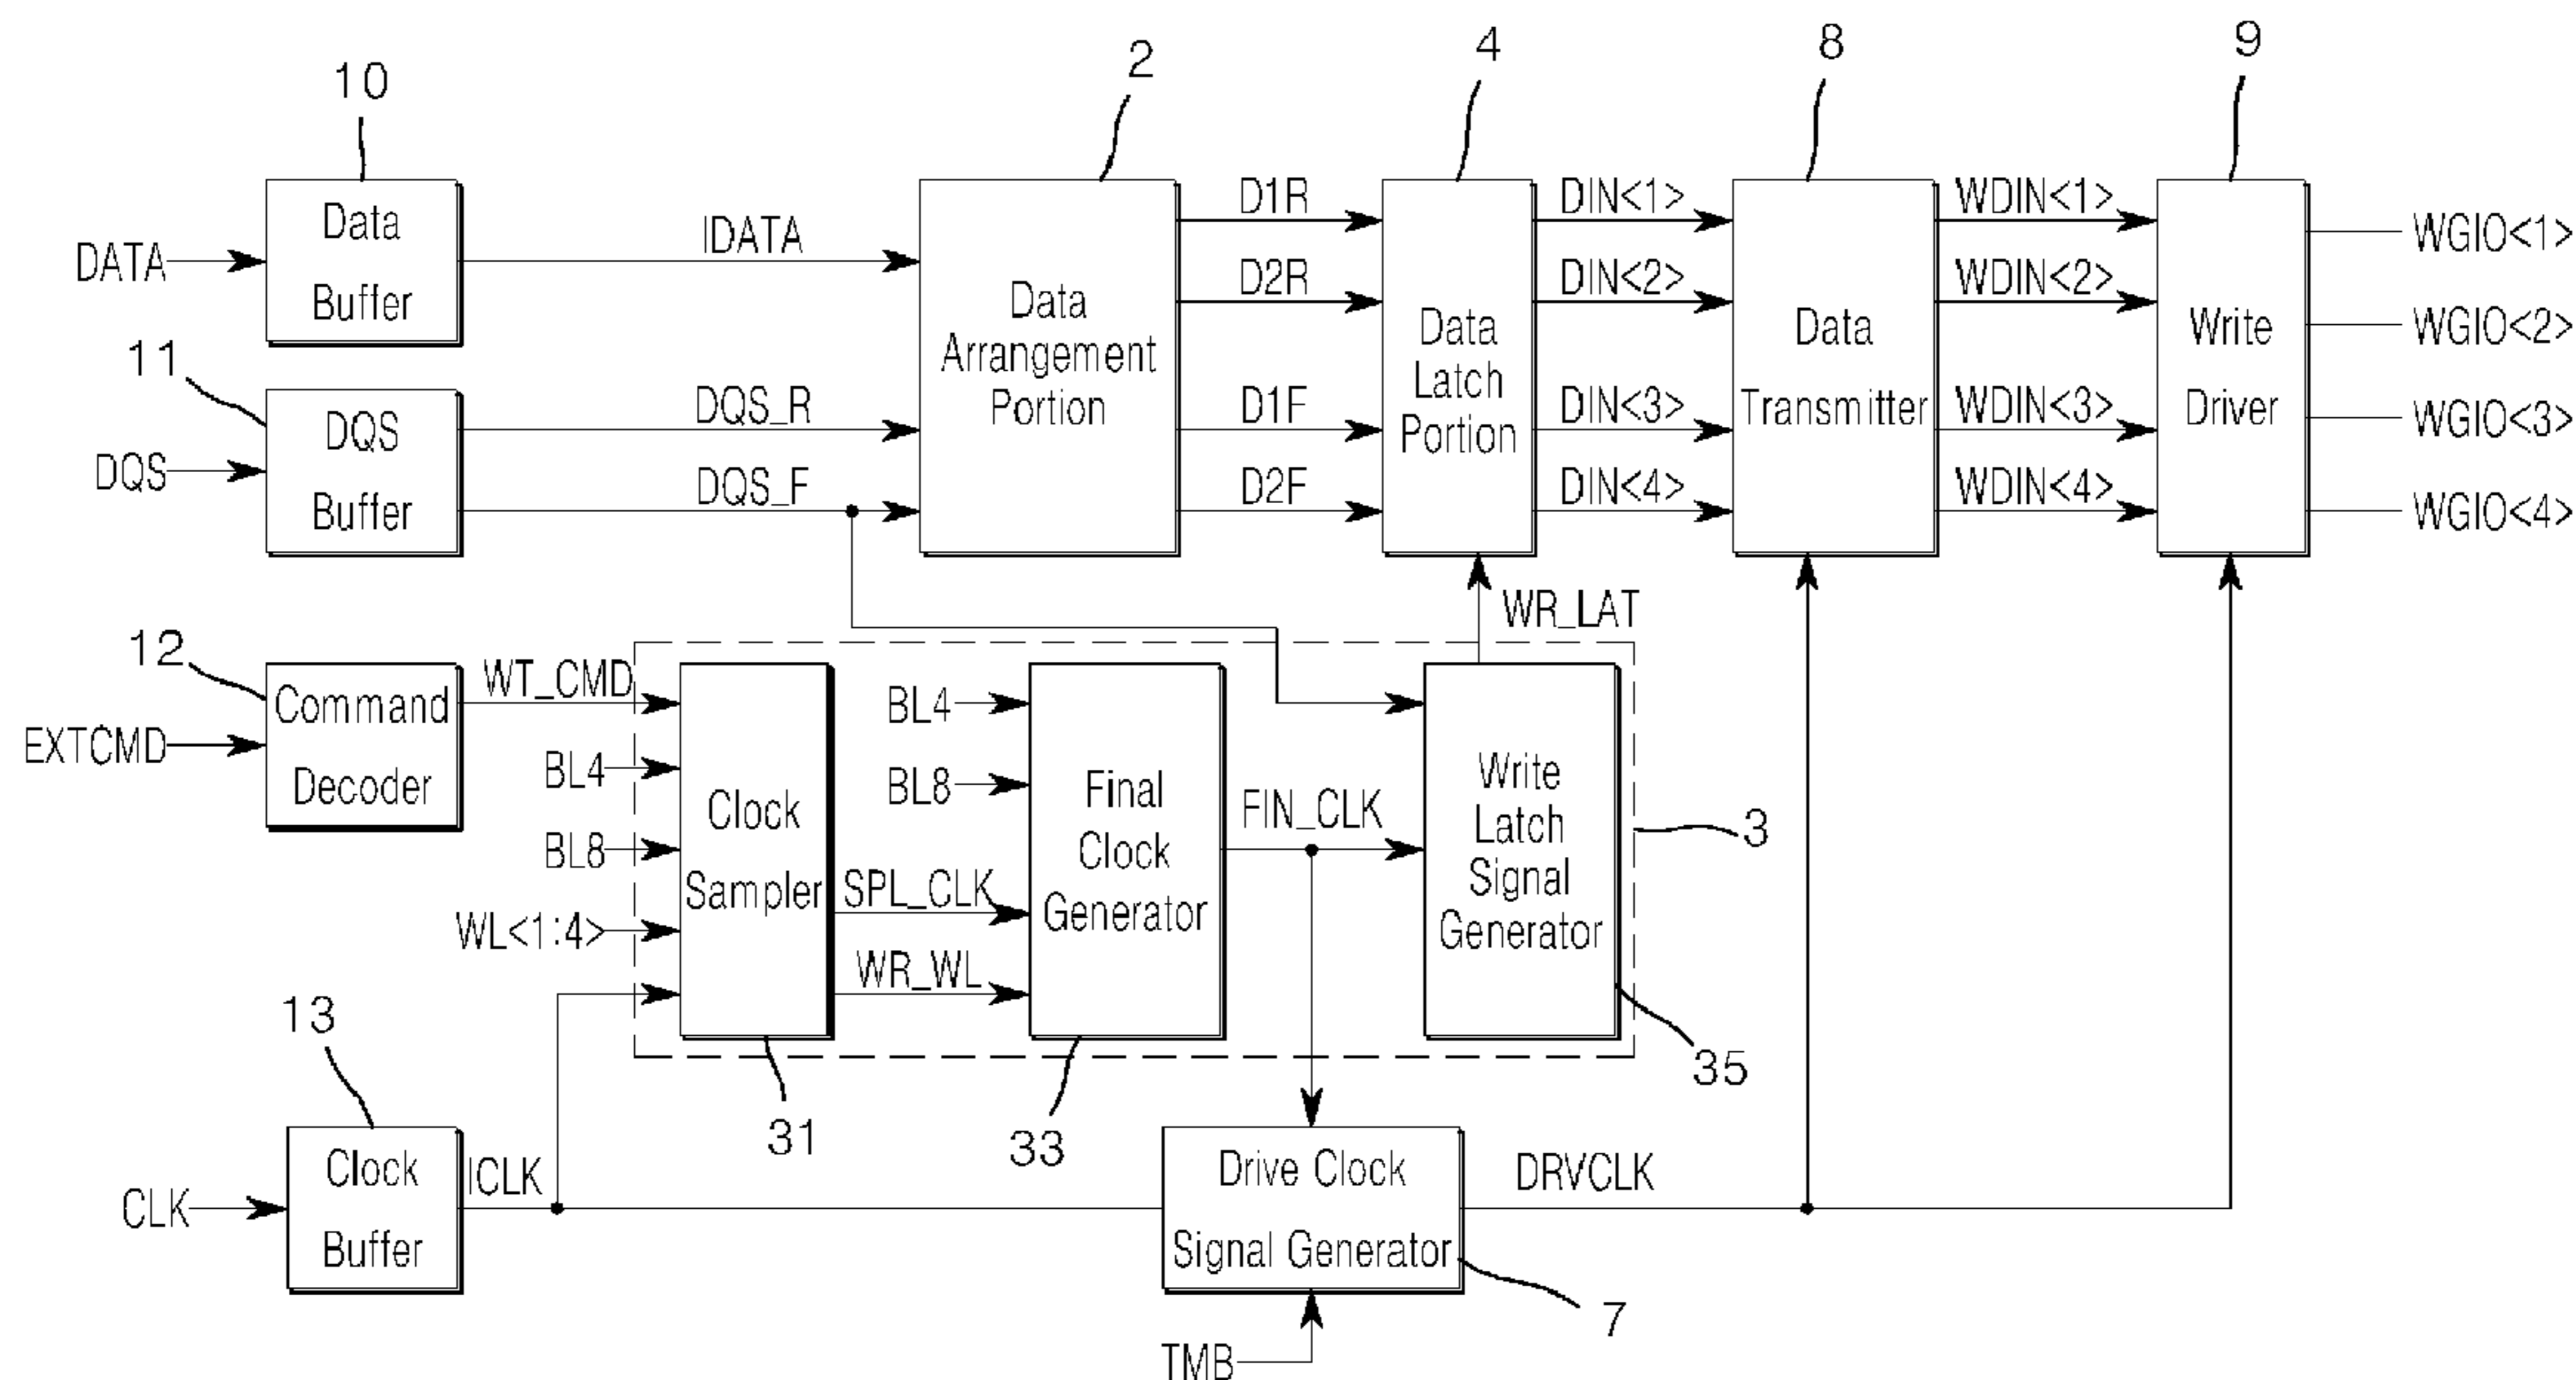 10
2
4
8
9
Data
Buffer
DATA
IDATA
Data
Arrangement
Portion
D1R
D2R
D1F
D2F
Data
Latch
Portion
DIN<1>
DIN<2>
DIN<3>
DIN<4>
Data
Transmitter
WDIN<1>
WDIN<2>
WDIN<3>
WDIN<4>
Write
Driver
WGIO<1>
WGIO<2>
WGIO<3>
WGIO<4>
11
DQS
Buffer
DQS
DQS_R
DQS_F
WR_LAT
12
Command
Decoder
EXTCMD
WT_CMD
BL4
BL8
WL<1:4>
Clock
Sampler
BL4
BL8
SPL_CLK
WR_WL
Final
Clock
Generator
FIN_CLK
Write
Latch
Signal
Generator
3
35
31
33
13
Clock
Buffer
CLK
ICLK
Drive Clock
Signal Generator
DRVCLK
7
TMB